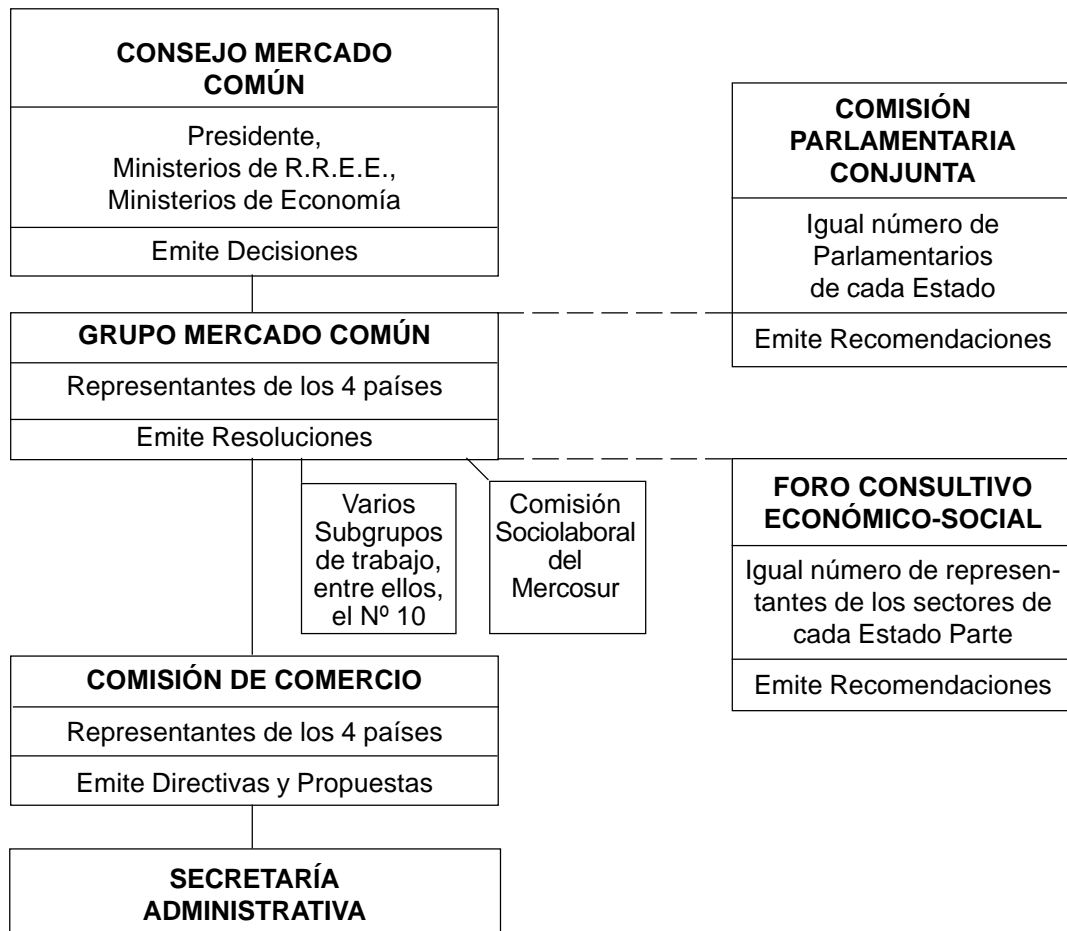 CONSEJO MERCADO
COMÚN
Presidente,
Ministerios de R.R.E.E.,
Ministerios de Economía
Emite Decisiones
GRUPO MERCADO COMÚN
Representantes de los 4 países
Emite Resoluciones
Varios
Subgrupos
de trabajo,
entre ellos,
el Nº 10
Comisión
Sociolaboral
del
Mercosur
COMISIÓN DE COMERCIO
Representantes de los 4 países
Emite Directivas y Propuestas
SECRETARÍA
ADMINISTRATIVA
COMISIÓN
PARLAMENTARIA
CONJUNTA
Igual número de
Parlamentarios
de cada Estado
Emite Recomendaciones
FORO CONSULTIVO
ECONÓMICO-SOCIAL
Igual número de represen-
tantes de los sectores de
cada Estado Parte
Emite Recomendaciones